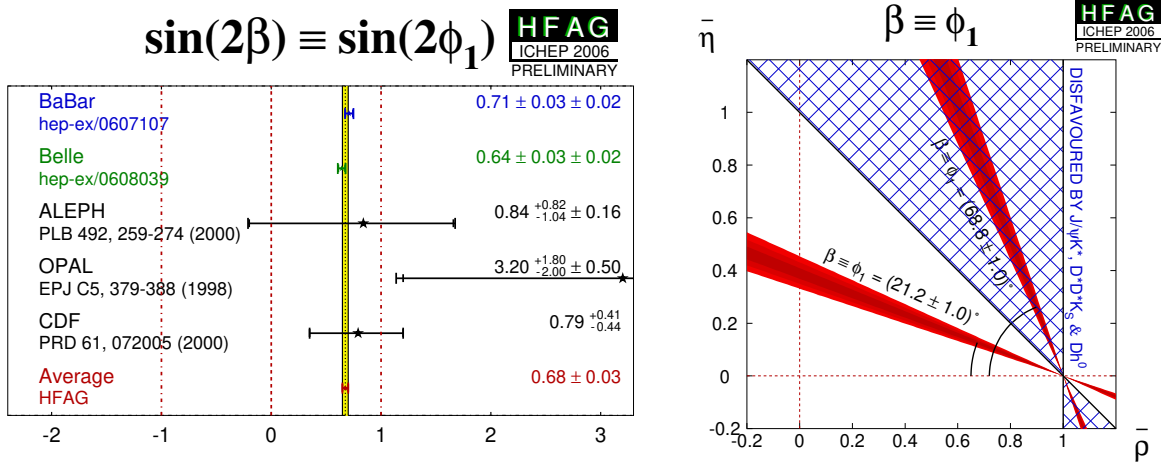 sin(2β) ≡ sin(2ϕ₁)
HFAG
ICHEP 2006
PRELIMINARY
BaBar 0.71 ± 0.03 ± 0.02
hep-ex/0607107
Belle 0.64 ± 0.03 ± 0.02
hep-ex/0608039
ALEPH 0.84 +0.82 -1.04 ± 0.16
PLB 492, 259-274 (2000)
OPAL 3.20 +1.80 -2.00 ± 0.50
EPJ C5, 379-388 (1998)
CDF 0.79 +0.41 -0.44
PRD 61, 072005 (2000)
Average 0.68 ± 0.03
HFAG
-2 -1 0 1 2 3
β ≡ ϕ₁
HFAG
ICHEP 2006
PRELIMINARY
η̄
1
0.8
0.6
0.4
0.2
0
-0.2
β ≡ ϕ₁ = (68.8 ± 1.0)°
β ≡ ϕ₁ = (21.2 ± 1.0)°
DISFAVOURED BY J/ψK*, D*D*Kₛ & Dh⁰
-0.2 0 0.2 0.4 0.6 0.8 1
ρ̄